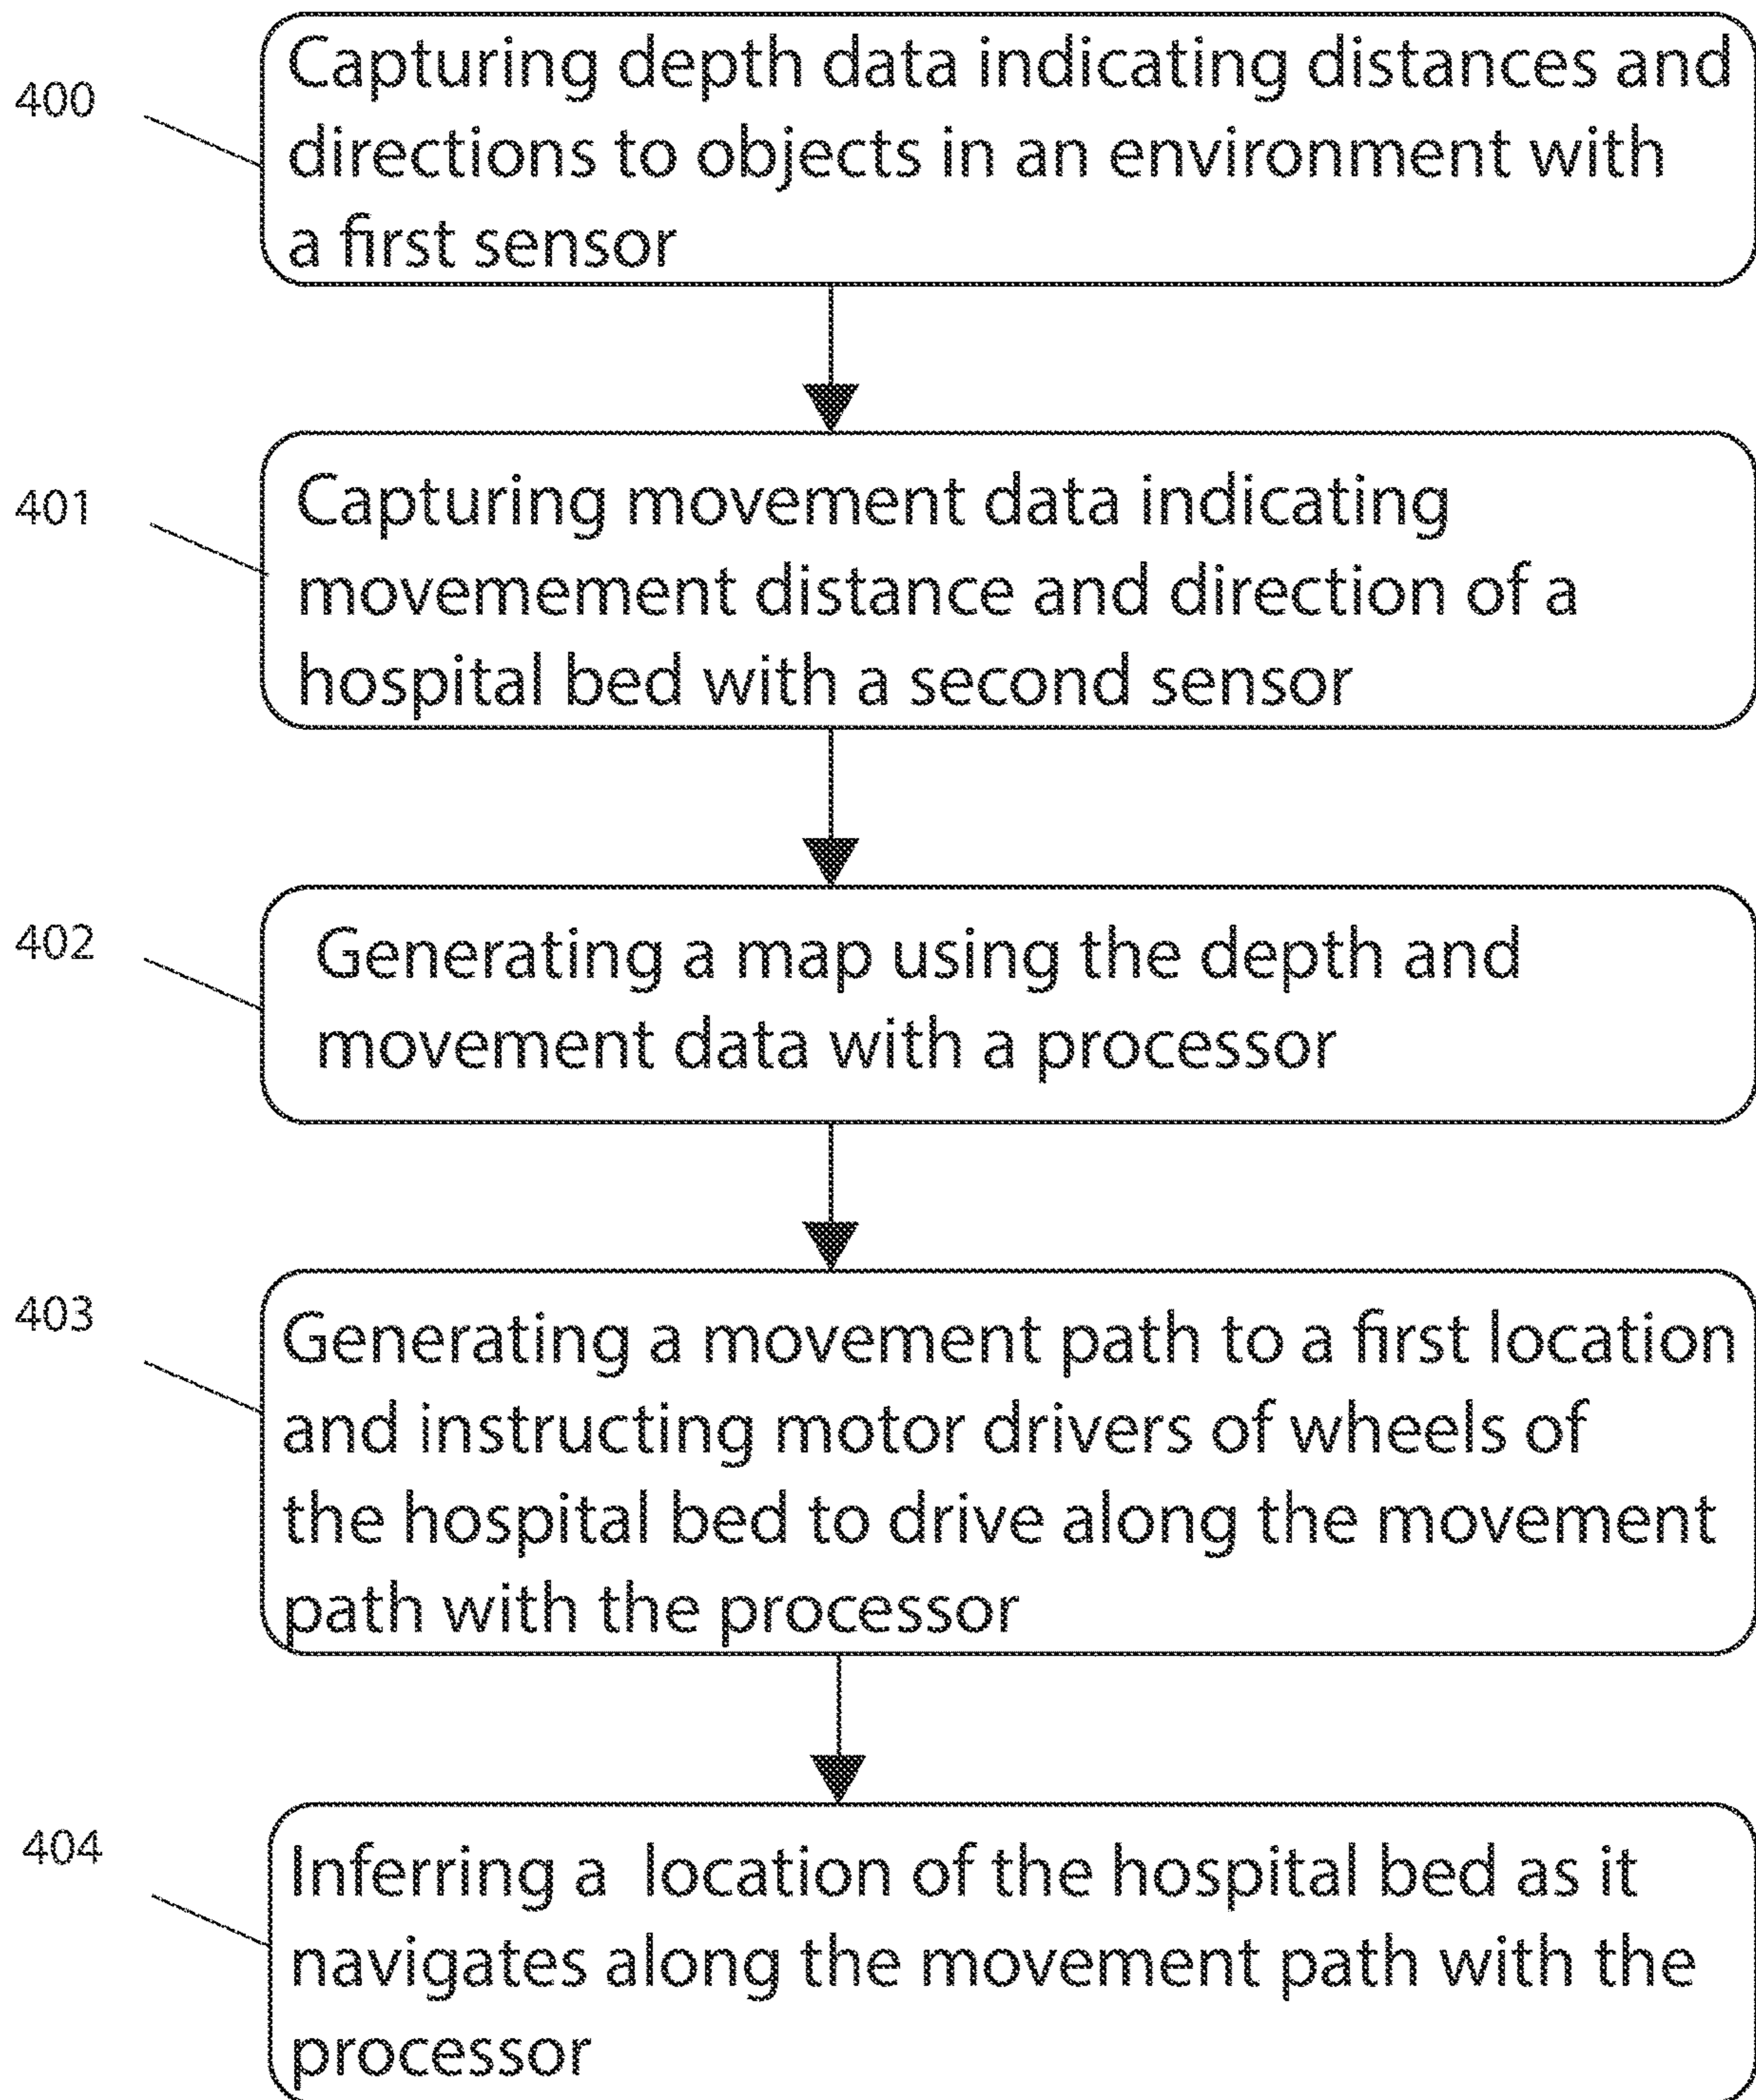 400
Capturing depth data indicating distances and
directions to objects in an environment with
a first sensor
401
Capturing movement data indicating
movemement distance and direction of a
hospital bed with a second sensor
402
Generating a map using the depth and
movement data with a processor
403
Generating a movement path to a first location
and instructing motor drivers of wheels of
the hospital bed to drive along the movement
path with the processor
404
Inferring a  location of the hospital bed as it
navigates along the movement path with the
processor